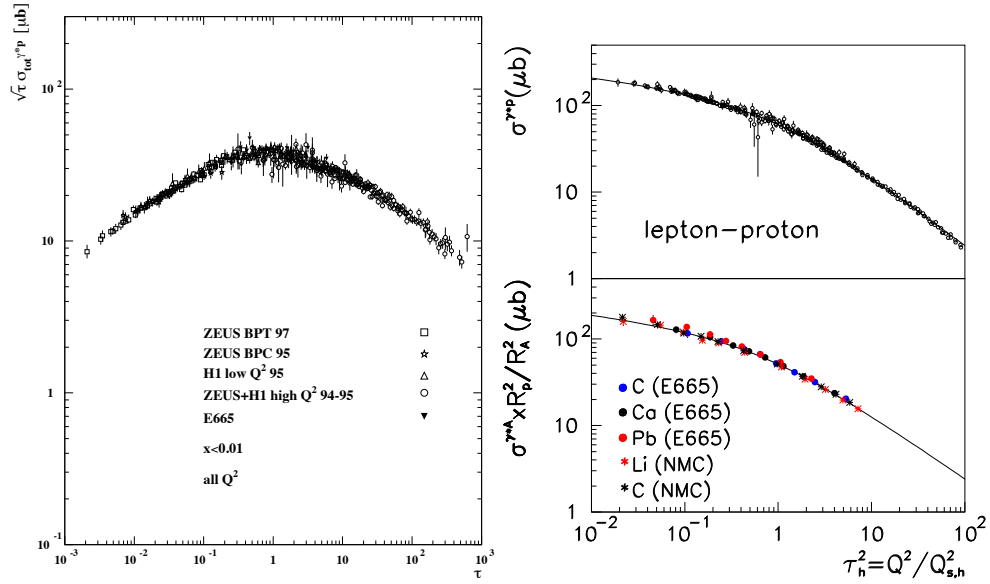 √τ σtot^γ*p [μb]
10²
10
1
10⁻¹
ZEUS BPT 97
ZEUS BPC 95
H1 low Q² 95
ZEUS+H1 high Q² 94-95
E665
x<0.01
all Q²
10⁻³ 10⁻² 10⁻¹ 1 10 10² 10³
τ
σ^γ*p(μb)
10²
10
1
lepton−proton
σ^γ*A xR_p²/R_A² (μb)
10²
10
1
C (E665)
Ca (E665)
Pb (E665)
Li (NMC)
C (NMC)
10⁻² 10⁻¹ 1 10 10²
τ_h²=Q²/Q_s,h²